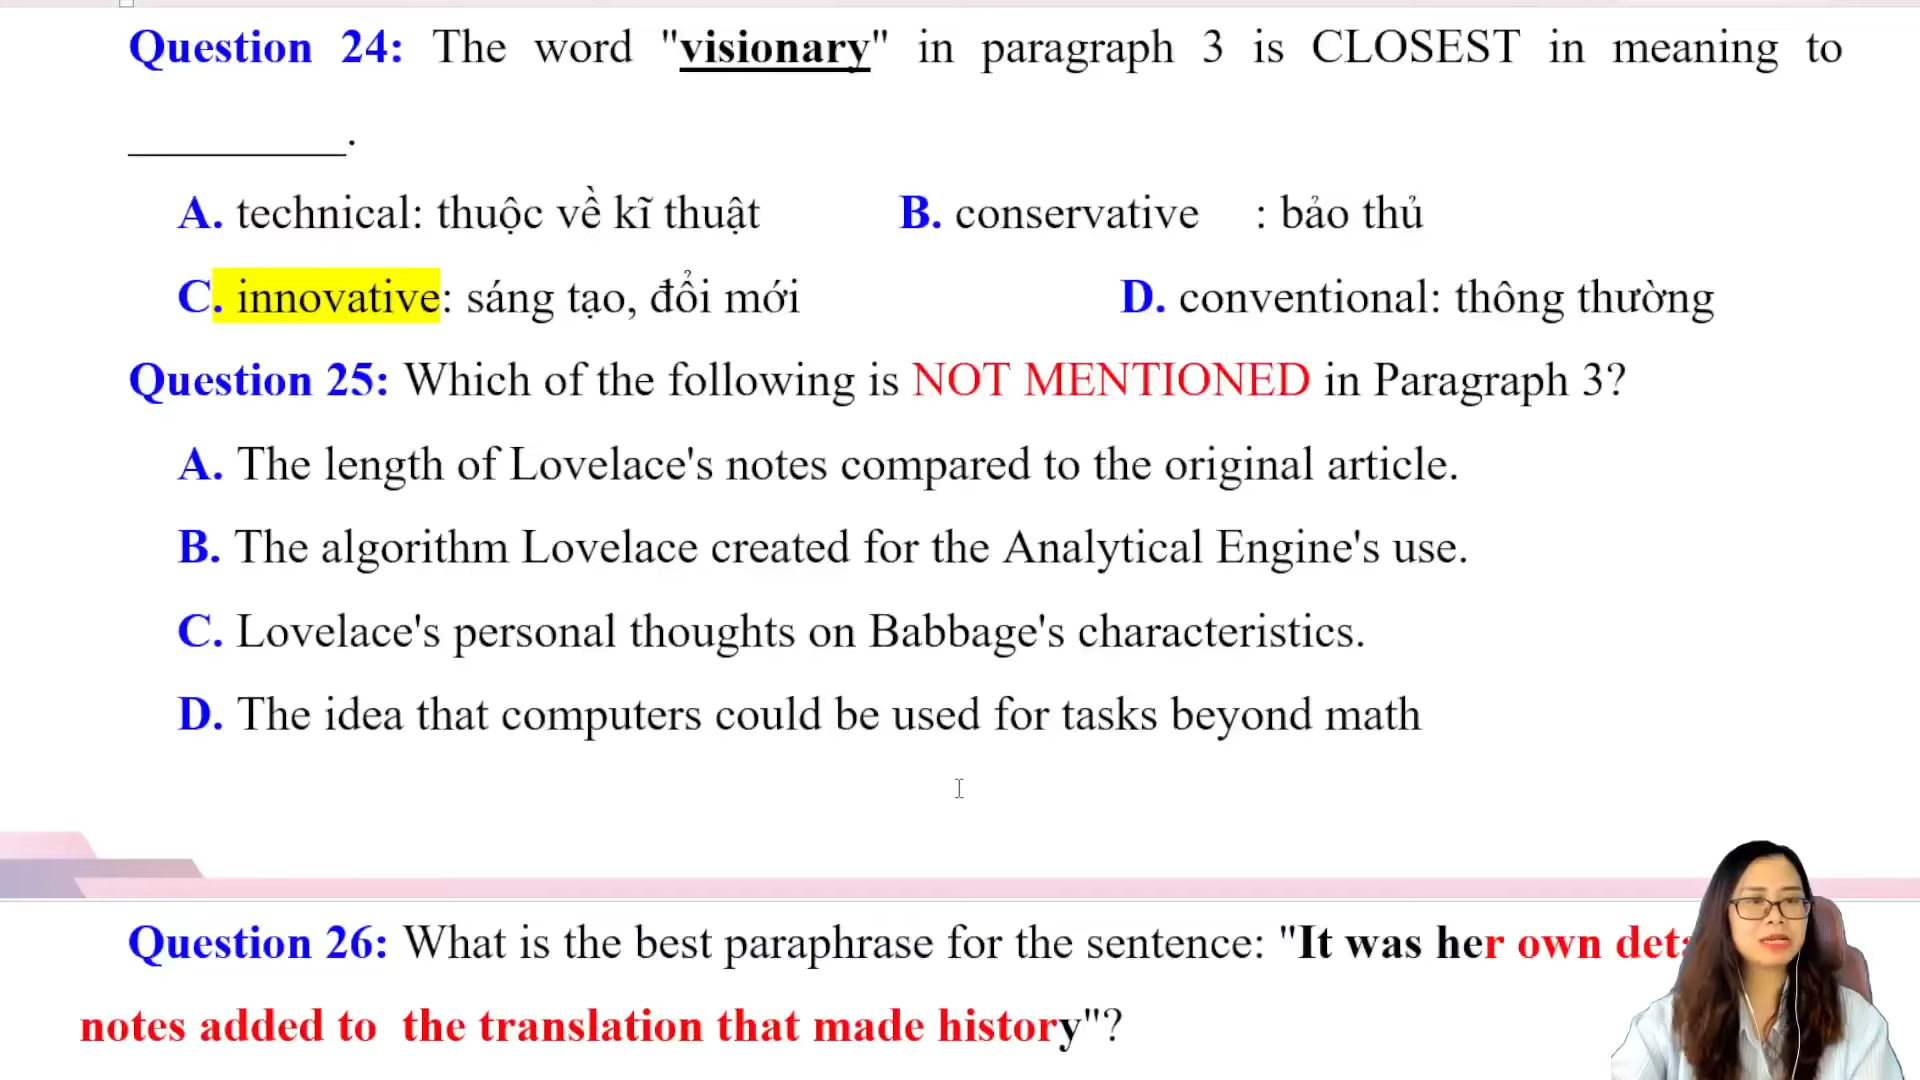 Question 24: The word "visionary" in paragraph 3 is CLOSEST in meaning to
__________.
A. technical: thuộc về kĩ thuật B. conservative : bảo thủ
C. innovative: sáng tạo, đổi mới D. conventional: thông thường
Question 25: Which of the following is NOT MENTIONED in Paragraph 3?
A. The length of Lovelace's notes compared to the original article.
B. The algorithm Lovelace created for the Analytical Engine's use.
C. Lovelace's personal thoughts on Babbage's characteristics.
D. The idea that computers could be used for tasks beyond math
Question 26: What is the best paraphrase for the sentence: "It was her own
notes added to the translation that made history"?